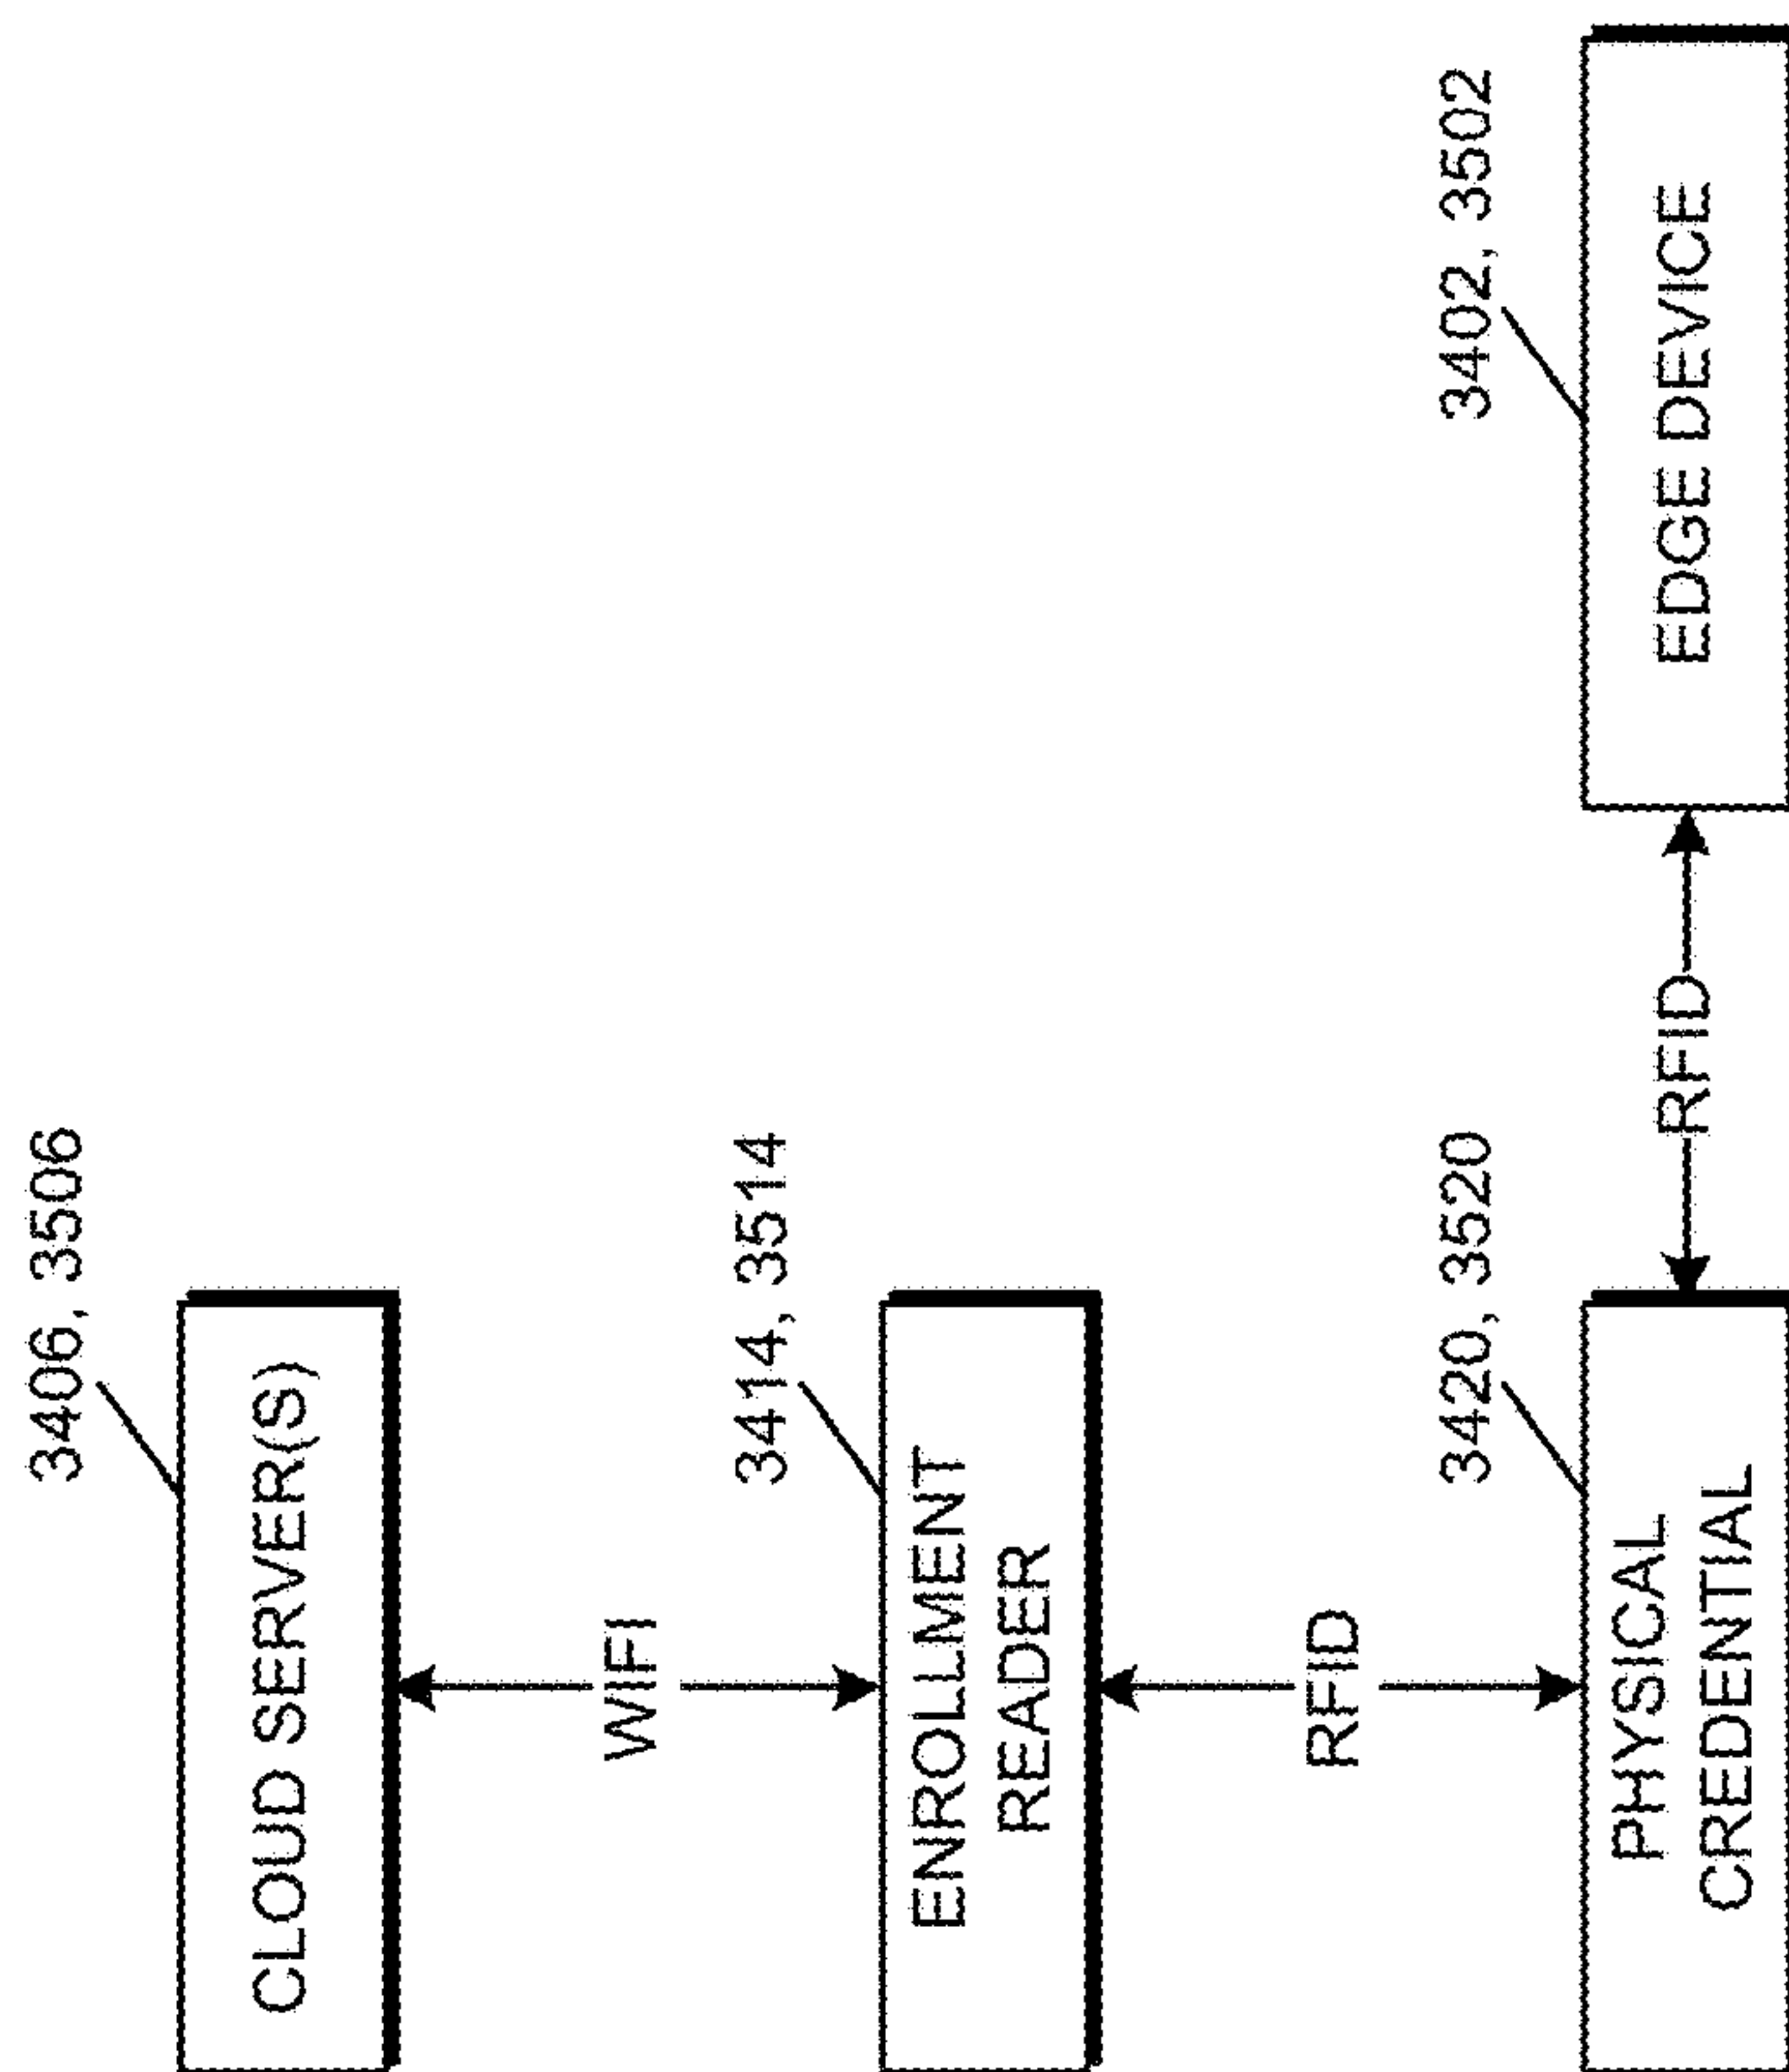 3406, 3506
CLOUD SERVER(S)
WIFI
3414, 3514
ENROLLMENT
READER
RFID
3420, 3520
PHYSICAL
CREDENTIAL
RFID
3402, 3502
EDGE DEVICE